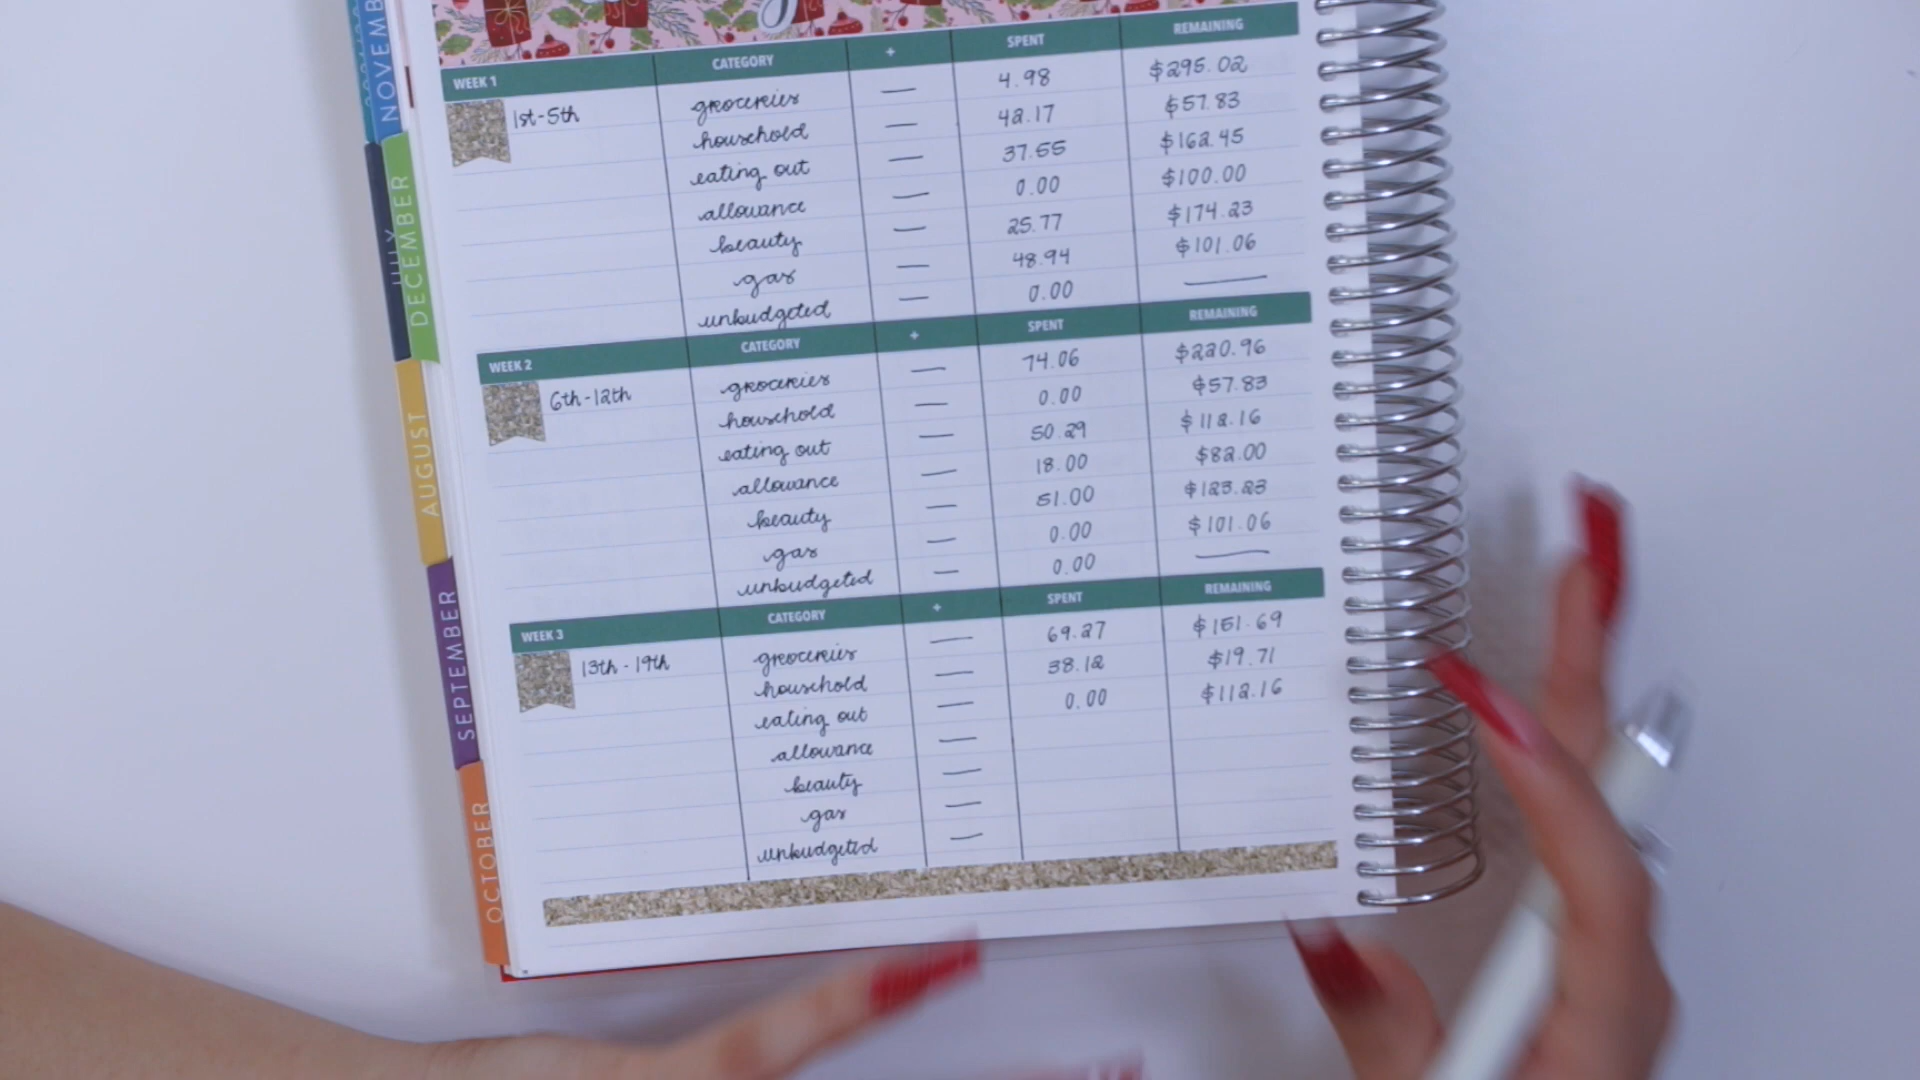 NOVEMB
DECEMBER
JULY
AUGUST
SEPTEMBER
OCTOBER
WEEK 1 CATEGORY + SPENT REMAINING
1st-5th groceries — 4.98 $295.02
household — 42.17 $57.83
eating out — 37.55 $162.45
allowance — 0.00 $100.00
beauty — 25.77 $174.23
gas — 48.94 $101.06
unbudgeted — 0.00 —
WEEK 2 CATEGORY + SPENT REMAINING
6th-12th groceries — 74.06 $220.96
household — 0.00 $57.83
eating out — 50.29 $112.16
allowance — 18.00 $82.00
beauty — 51.00 $123.23
gas — 0.00 $101.06
unbudgeted — 0.00 —
WEEK 3 CATEGORY + SPENT REMAINING
13th-19th groceries — 69.27 $151.69
household — 38.12 $19.71
eating out — 0.00 $112.16
allowance —
beauty —
gas —
unbudgeted —